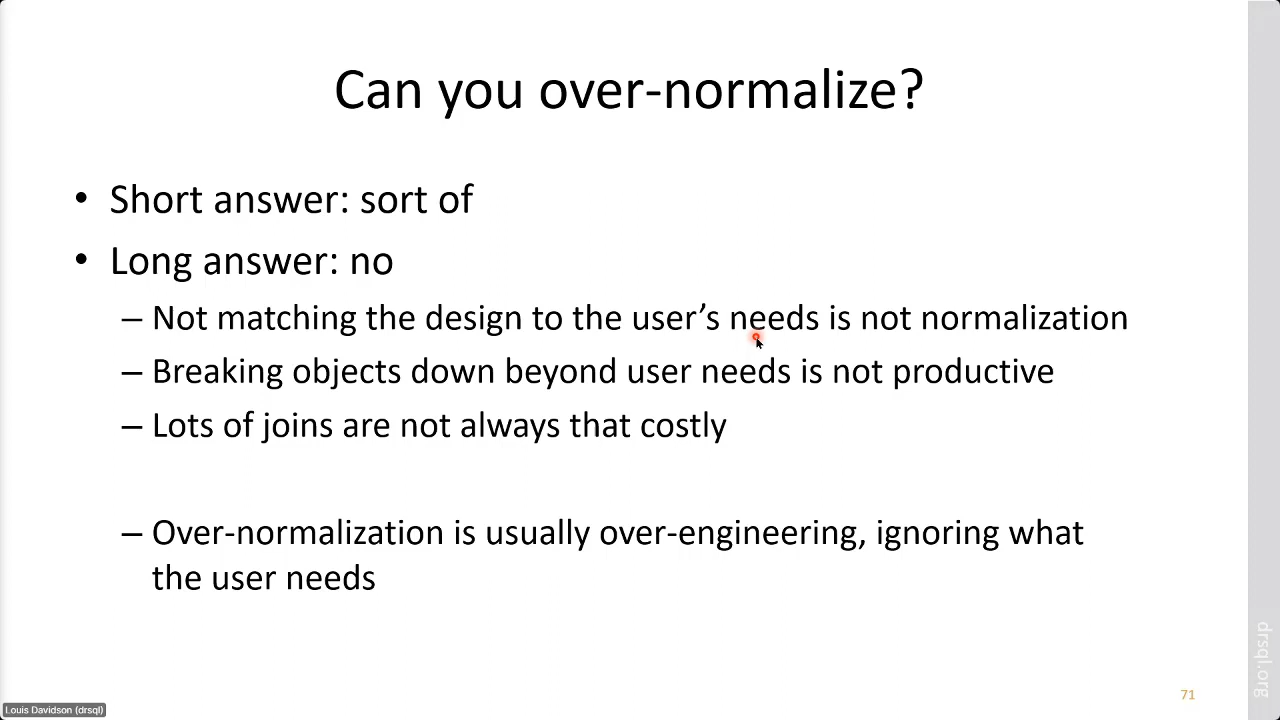 Can you over-normalize?
• Short answer: sort of
• Long answer: no
– Not matching the design to the user’s needs is not normalization
– Breaking objects down beyond user needs is not productive
– Lots of joins are not always that costly
– Over-normalization is usually over-engineering, ignoring what
the user needs
drsql.org
71
Louis Davidson (drsql)